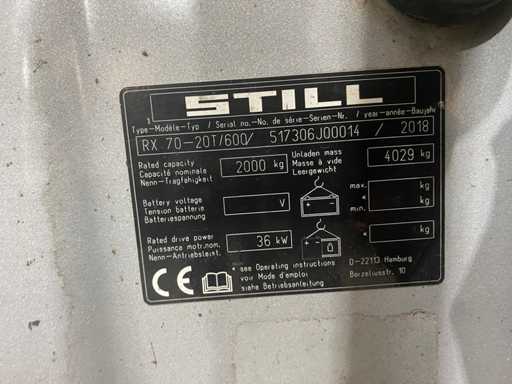 STILL
Type-Modèle-Typ / Serial no.-No. de série-Serien-Nr. / year-année-Baujahr
RX 70-20T/600/ 517306J00014 / 2018
Rated capacity
Capacité nominale
Nenn-Tragfähigkeit
2000 kg
Unladen mass
Masse à vide
Leergewicht
4029 kg
Battery voltage
Tension batterie
Batteriespannung
V
max. * kg
min. * kg
Rated drive power
Puissance motr.nom.
Nenn-Antriebsleist.
36 kW
* kg
CE
* see Operating instructions
voir Mode d'emploi
siehe Betriebsanleitung
D-22113 Hamburg
Berzeliusstr. 10